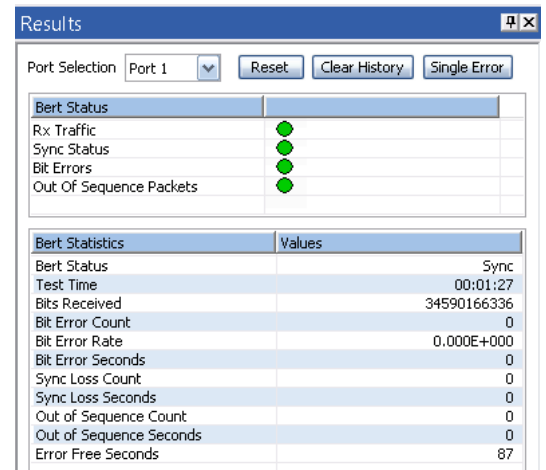 Results
Port Selection Port 1 Reset Clear History Single Error
Bert Status
Rx Traffic
Sync Status
Bit Errors
Out Of Sequence Packets
Bert Statistics Values
Bert Status Sync
Test Time 00:01:27
Bits Received 34590166336
Bit Error Count 0
Bit Error Rate 0.000E+000
Bit Error Seconds 0
Sync Loss Count 0
Sync Loss Seconds 0
Out of Sequence Count 0
Out of Sequence Seconds 0
Error Free Seconds 87